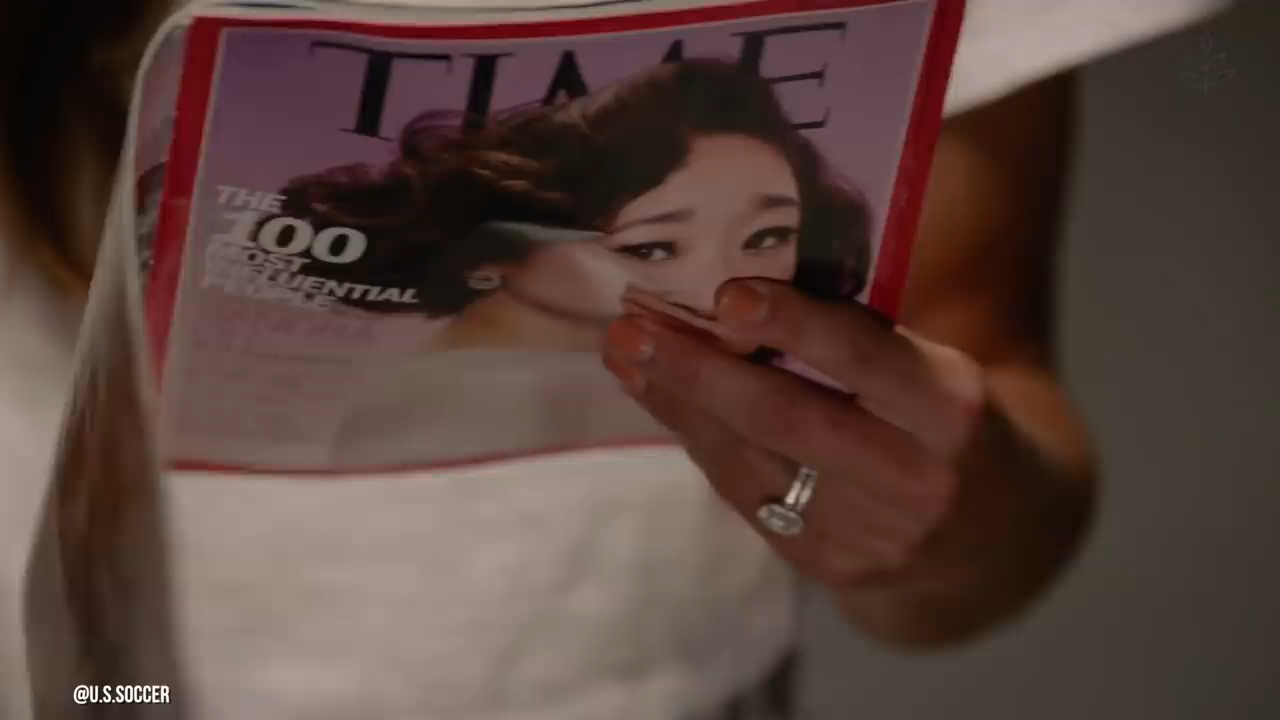 TIME
THE
100
MOST
INFLUENTIAL
PEOPLE
@U.S.SOCCER